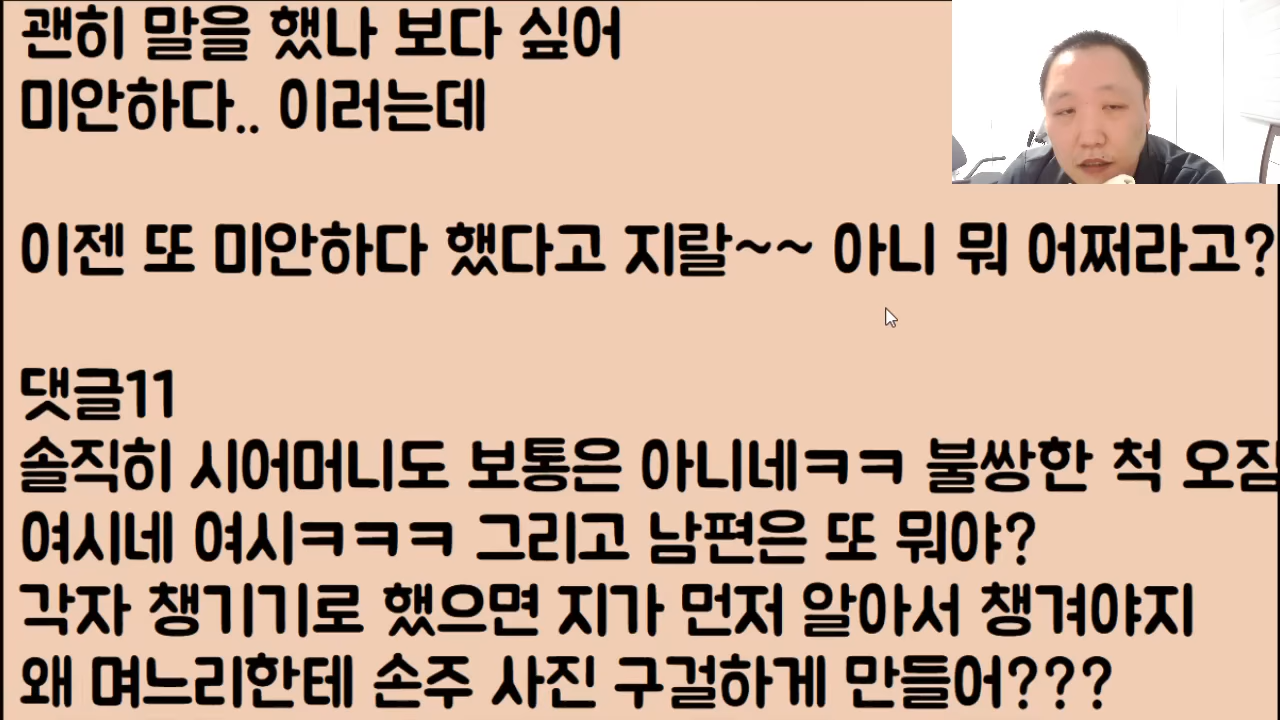 괜히 말을 했나 보다 싶어
미안하다.. 이러는데
이젠 또 미안하다 했다고 지랄~~ 아니 뭐 어쩌라고?
댓글11
솔직히 시어머니도 보통은 아니네ㅋㅋ 불쌍한 척 오짐
여시네 여시ㅋㅋㅋ 그리고 남편은 또 뭐야?
각자 챙기기로 했으면 지가 먼저 알아서 챙겨야지
왜 며느리한테 손주 사진 구걸하게 만들어???